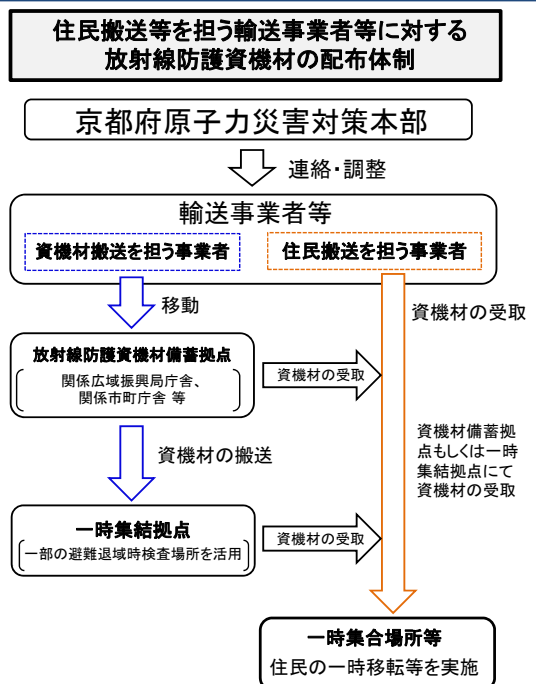 住民搬送等を担う輸送事業者等に対する
放射線防護資機材の配布体制
京都府原子力災害対策本部
連絡・調整
輸送事業者等
資機材搬送を担う事業者
住民搬送を担う事業者
移動
資機材の受取
放射線防護資機材備蓄拠点
関係広域振興局庁舎、
関係市町庁舎 等
資機材の受取
資機材備蓄拠
点もしくは一時
集結拠点にて
資機材の受取
資機材の搬送
一時集結拠点
一部の避難退域時検査場所を活用
資機材の受取
一時集合場所等
住民の一時移転等を実施